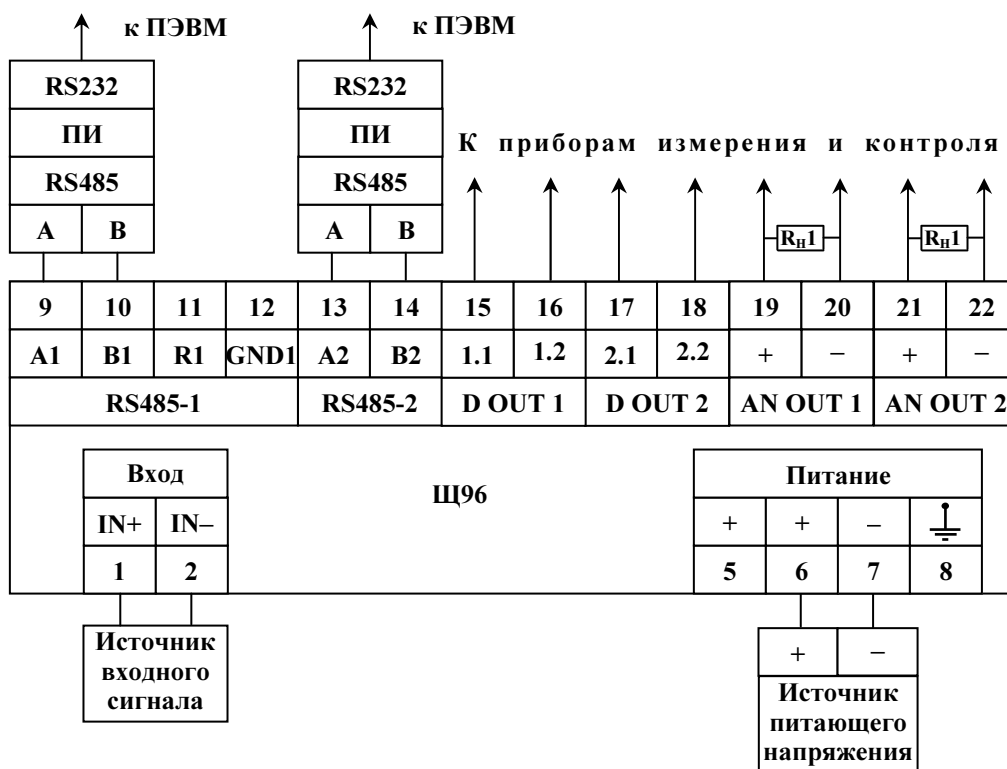 к ПЭВМ к ПЭВМ
RS232 RS232
ПИ ПИ
К приборам измерения и контроля
RS485 RS485
A B A B
Rн1 Rн1
9 10 11 12 13 14 15 16 17 18 19 20 21 22
A1 B1 R1 GND1 A2 B2 1.1 1.2 2.1 2.2 + − + −
RS485-1 RS485-2 D OUT 1 D OUT 2 AN OUT 1 AN OUT 2
Вход
IN+ IN–
1 2
Щ96
Питание
+ + –
5 6 7 8
Источник
входного
сигнала
+ −
Источник
питающего
напряжения